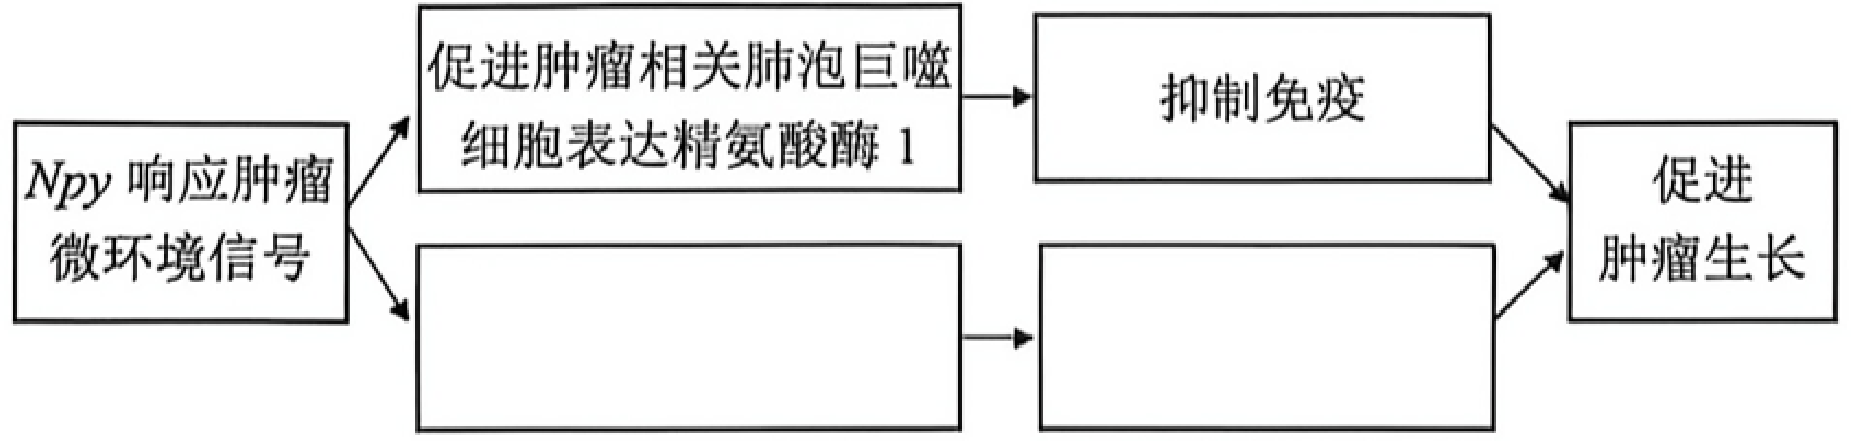 Npy 响应肿瘤
微环境信号
促进肿瘤相关肺泡巨噬
细胞表达精氨酸酶 1
抑制免疫
促进
肿瘤生长